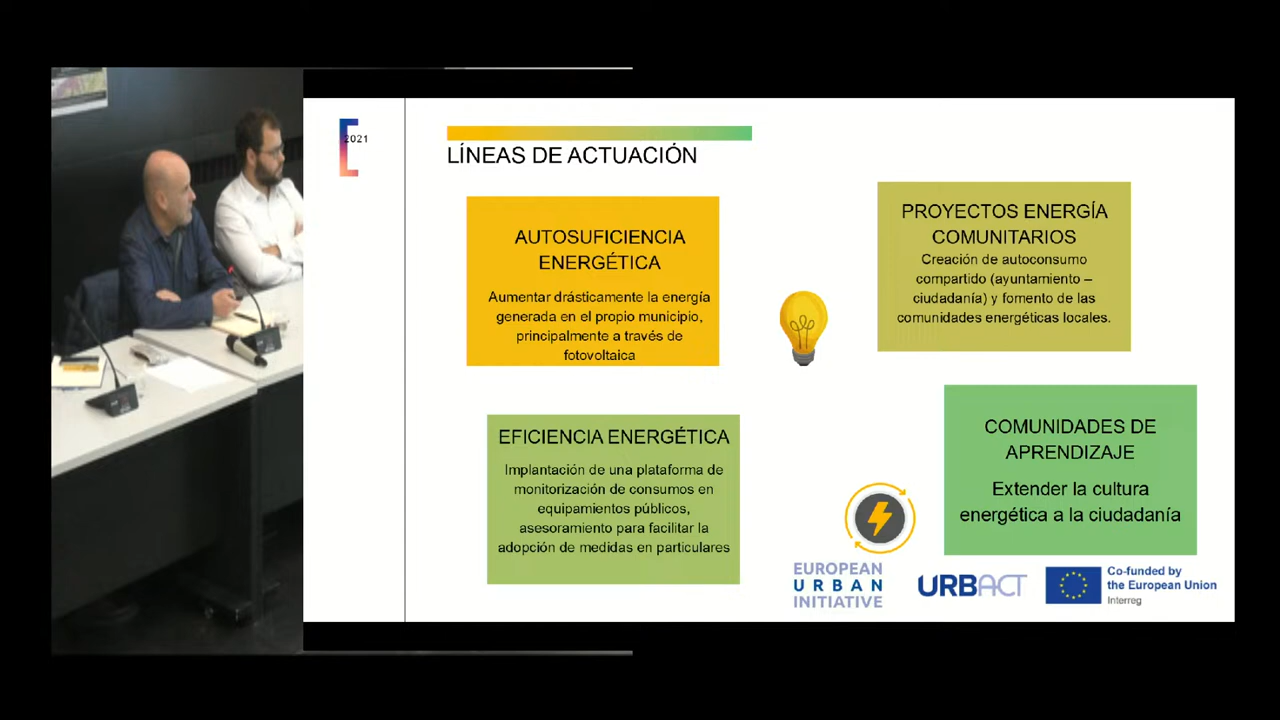 2021
LÍNEAS DE ACTUACIÓN
AUTOSUFICIENCIA
ENERGÉTICA
Aumentar drásticamente la energía
generada en el propio municipio,
principalmente a través de
fotovoltaica
PROYECTOS ENERGÍA
COMUNITARIOS
Creación de autoconsumo
compartido (ayuntamiento –
ciudadanía) y fomento de las
comunidades energéticas locales.
EFICIENCIA ENERGÉTICA
Implantación de una plataforma de
monitorización de consumos en
equipamientos públicos,
asesoramiento para facilitar la
adopción de medidas en particulares
COMUNIDADES DE
APRENDIZAJE
Extender la cultura
energética a la ciudadanía
EUROPEAN
URBAN
INITIATIVE
URBACT
Co-funded by
the European Union
Interreg